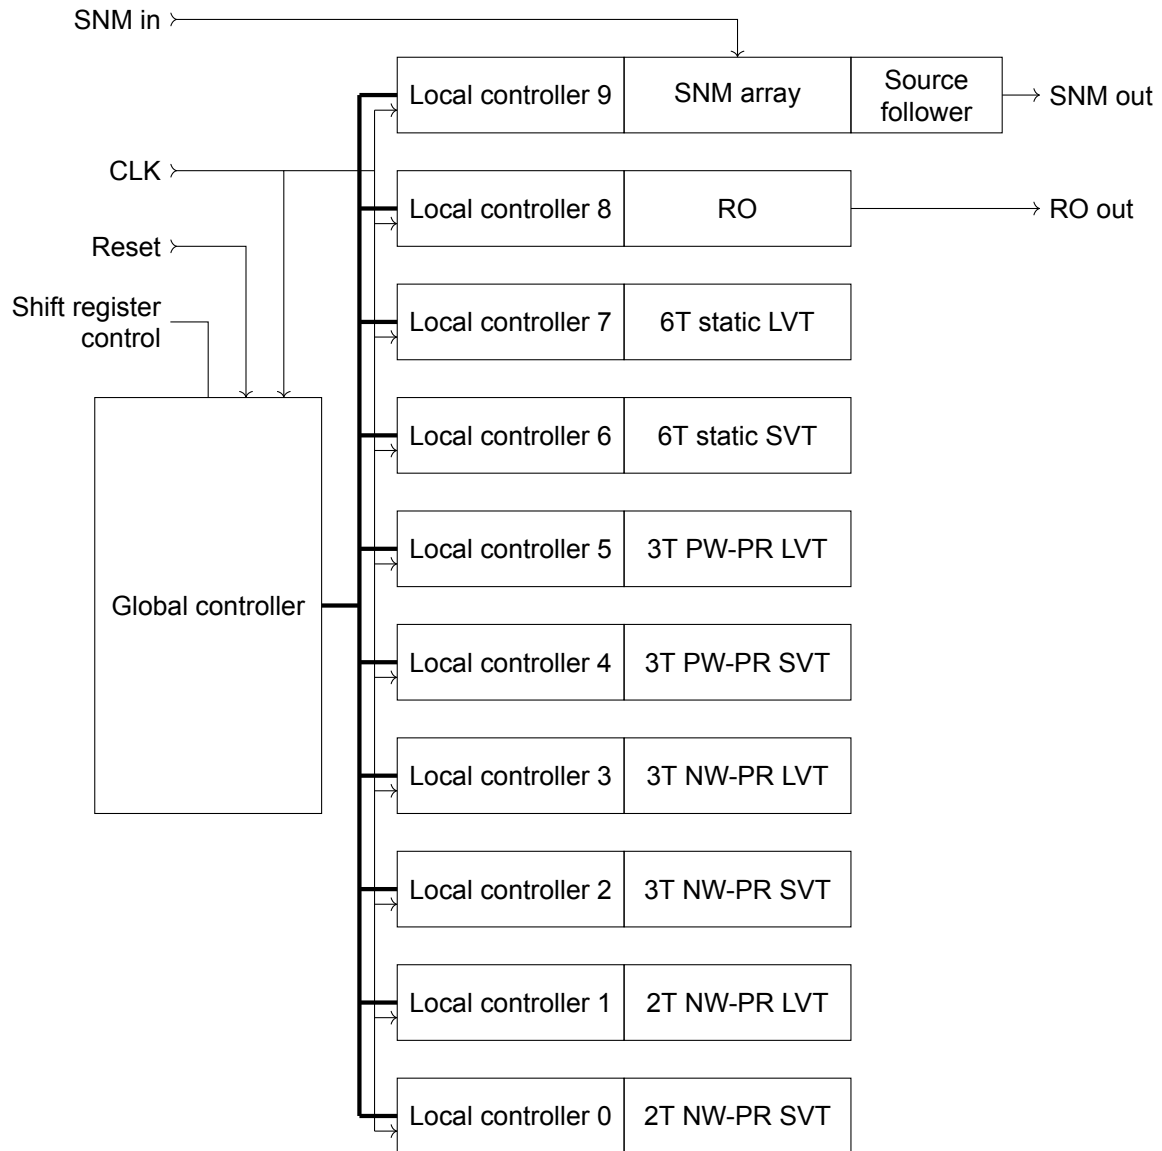 SNM in
Local controller 9
SNM array
Source
follower
SNM out
CLK
Local controller 8
RO
RO out
Reset
Shift register
control
Local controller 7
6T static LVT
Local controller 6
6T static SVT
Local controller 5
3T PW-PR LVT
Global controller
Local controller 4
3T PW-PR SVT
Local controller 3
3T NW-PR LVT
Local controller 2
3T NW-PR SVT
Local controller 1
2T NW-PR LVT
Local controller 0
2T NW-PR SVT